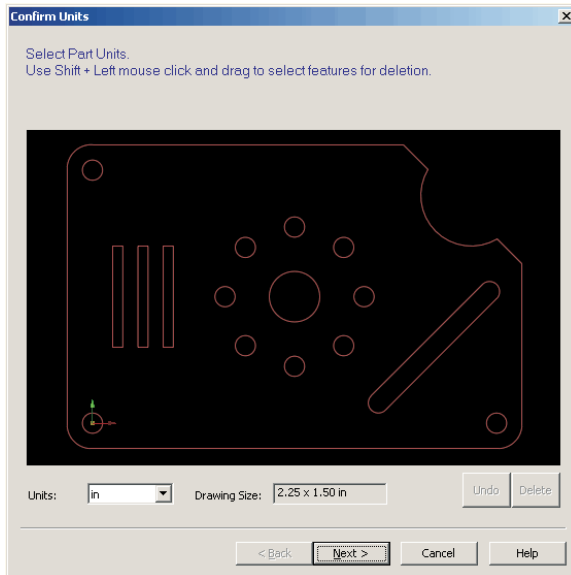 Confirm Units
Select Part Units.
Use Shift + Left mouse click and drag to select features for deletion.
Units: in Drawing Size: 2.25 x 1.50 in Undo Delete
< Back Next > Cancel Help